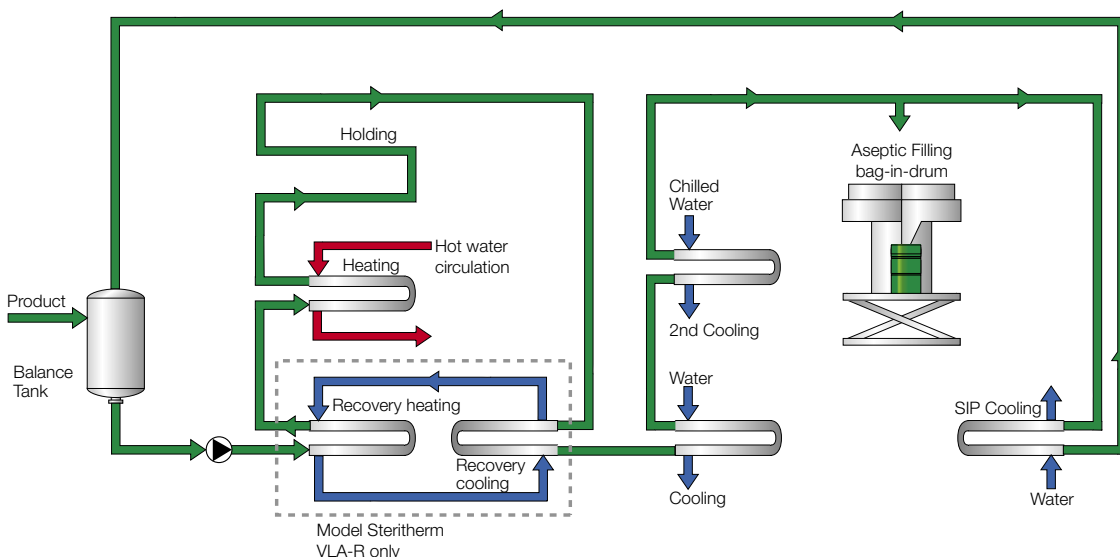 Holding
Aseptic Filling
bag-in-drum
Chilled
Water
Hot water
circulation
Heating
Product
2nd Cooling
Balance
Tank
Water
Recovery heating
SIP Cooling
Recovery
cooling
Cooling
Water
Model Steritherm
VLA-R only